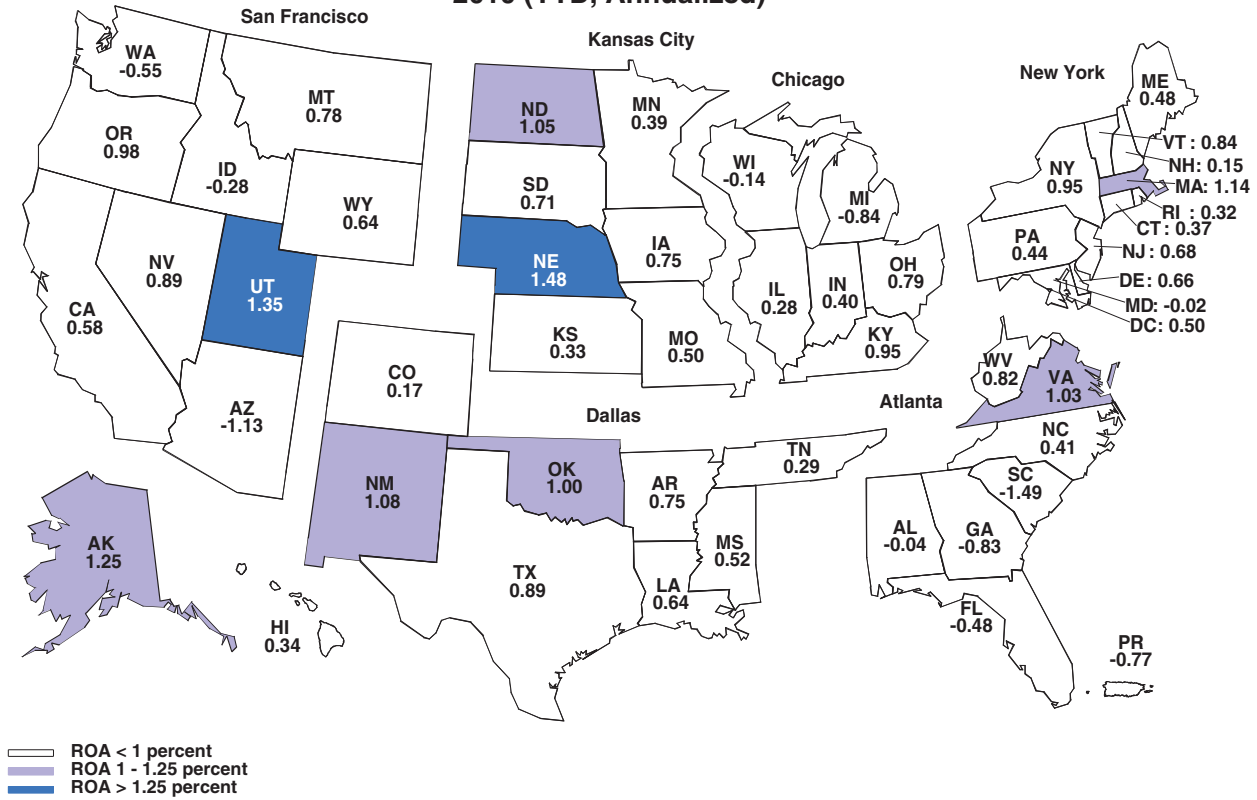 2010 (YTD, Annualized)
San Francisco
Kansas City
Chicago
New York
WA
-0.55
MT
0.78
OR
0.98
ID
-0.28
WY
0.64
NV
0.89
UT
1.35
CA
0.58
AZ
-1.13
AK
1.25
HI
0.34
ND
1.05
MN
0.39
SD
0.71
NE
1.48
IA
0.75
KS
0.33
MO
0.50
CO
0.17
WI
-0.14
MI
-0.84
IL
0.28
IN
0.40
OH
0.79
KY
0.95
ME
0.48
VT : 0.84
NH: 0.15
MA: 1.14
RI : 0.32
CT: 0.37
NJ : 0.68
DE: 0.66
MD: -0.02
DC: 0.50
NY
0.95
PA
0.44
Dallas
Atlanta
NM
1.08
OK
1.00
AR
0.75
TN
0.29
TX
0.89
LA
0.64
MS
0.52
WV
0.82
VA
1.03
NC
0.41
SC
-1.49
AL
-0.04
GA
-0.83
FL
-0.48
PR
-0.77
ROA < 1 percent
ROA 1 - 1.25 percent
ROA > 1.25 percent